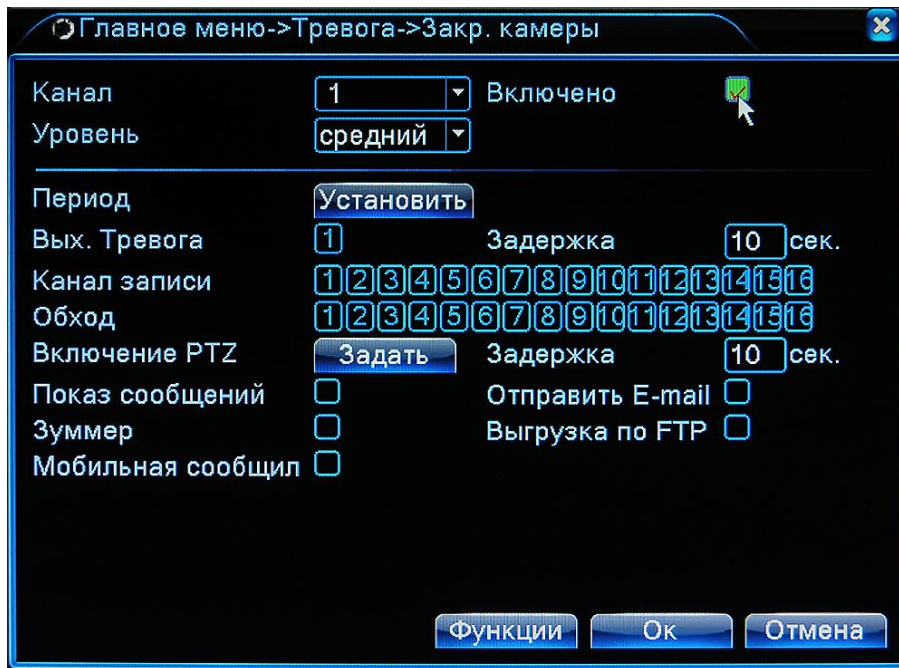 Главное меню->Тревога->Закр. камеры
Канал 1 Включено
Уровень средний
Период Установить
Вых. Тревога 1 Задержка 10 сек.
Канал записи 1 2 3 4 5 6 7 8 9 10 11 12 13 14 15 16
Обход 1 2 3 4 5 6 7 8 9 10 11 12 13 14 15 16
Включение PTZ Задать Задержка 10 сек.
Показ сообщений Отправить E-mail
Зуммер Выгрузка по FTP
Мобильная сообщил
Функции Ок Отмена